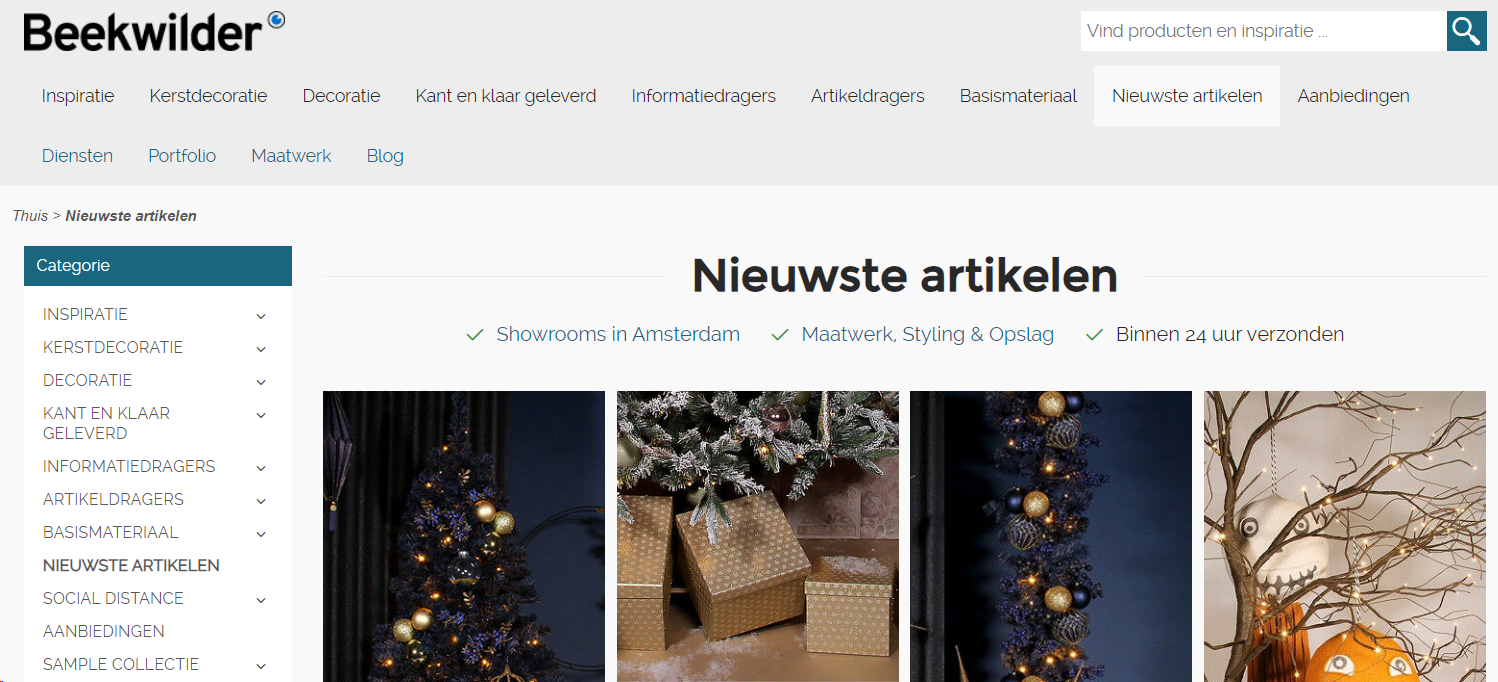 Beekwilder
Vind producten en inspiratie ...
Inspiratie Kerstdecoratie Decoratie Kant en klaar geleverd Informatiedragers Artikeldragers Basismateriaal Nieuwste artikelen Aanbiedingen
Diensten Portfolio Maatwerk Blog
Thuis > Nieuwste artikelen
Categorie
INSPIRATIE
KERSTDECORATIE
DECORATIE
KANT EN KLAAR
GELEVERD
INFORMATIEDRAGERS
ARTIKELDRAGERS
BASISMATERIAAL
NIEUWSTE ARTIKELEN
SOCIAL DISTANCE
AANBIEDINGEN
SAMPLE COLLECTIE
Nieuwste artikelen
Showrooms in Amsterdam Maatwerk, Styling & Opslag Binnen 24 uur verzonden